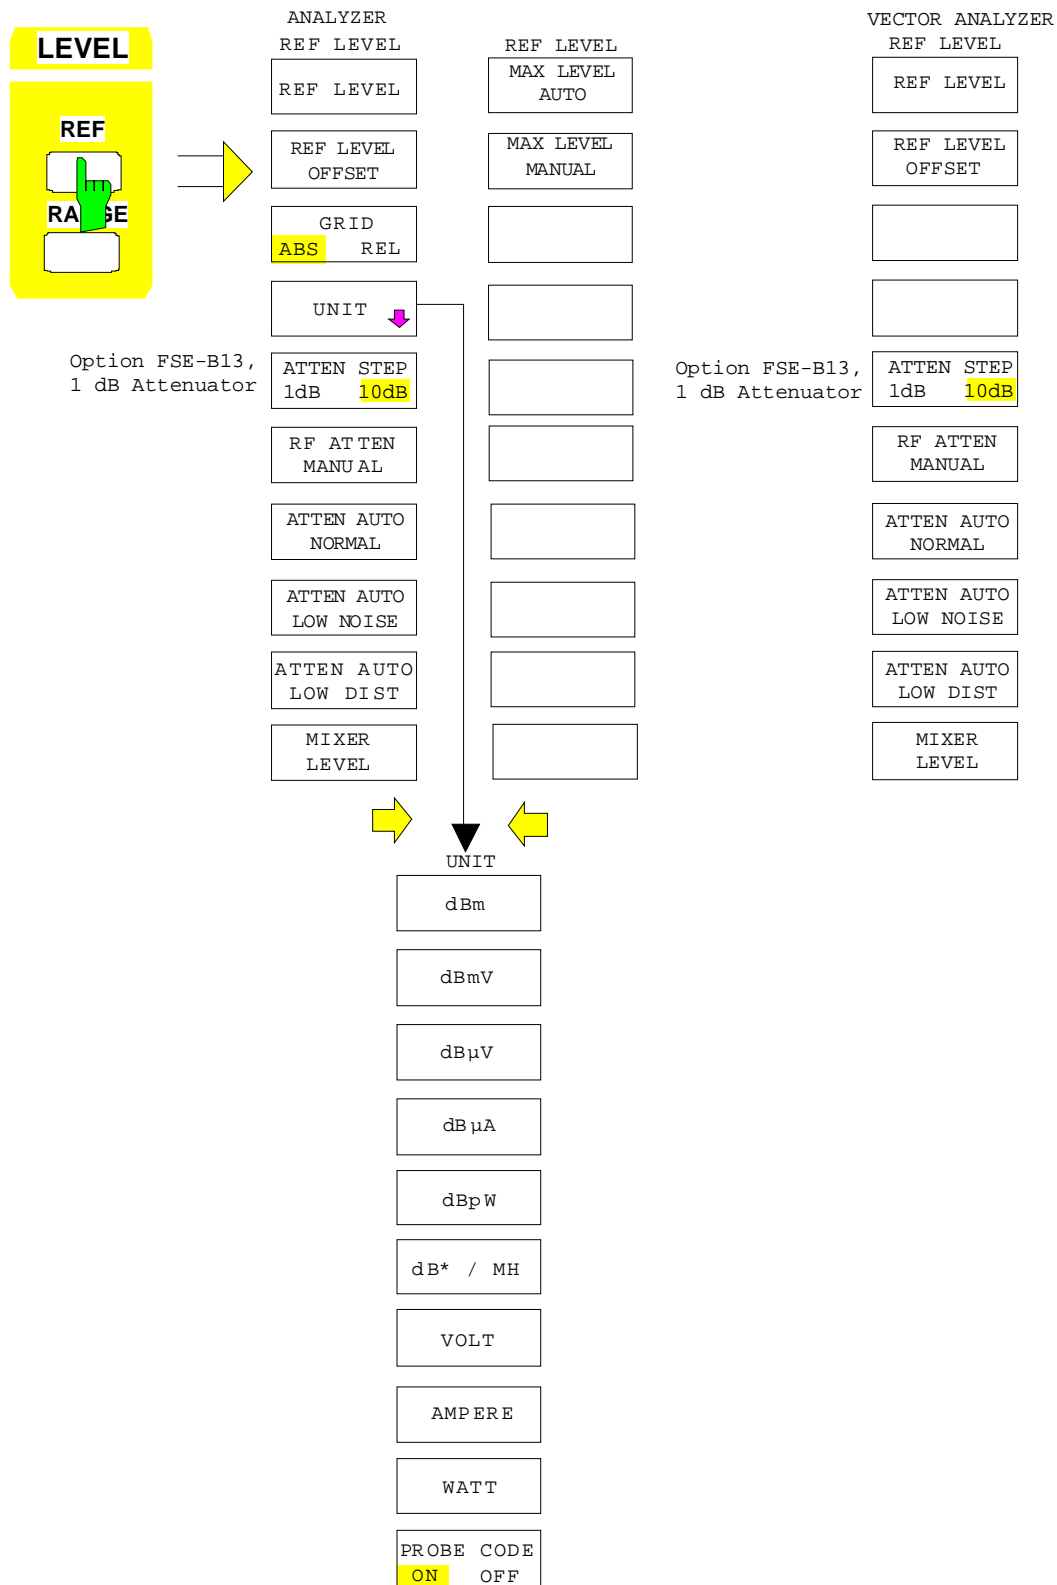 LEVEL
REF
RANGE
ANALYZER
REF LEVEL
REF LEVEL
REF LEVEL
OFFSET
GRID
ABS REL
UNIT
Option FSE-B13,
1 dB Attenuator
ATTEN STEP
1dB 10dB
RF ATTEN
MANUAL
ATTEN AUTO
NORMAL
ATTEN AUTO
LOW NOISE
ATTEN AUTO
LOW DIST
MIXER
LEVEL
REF LEVEL
MAX LEVEL
AUTO
MAX LEVEL
MANUAL
UNIT
dBm
dBmV
dBµV
dBµA
dBpW
dB* / MH
VOLT
AMPERE
WATT
PROBE CODE
ON OFF
VECTOR ANALYZER
REF LEVEL
REF LEVEL
REF LEVEL
OFFSET
Option FSE-B13,
1 dB Attenuator
ATTEN STEP
1dB 10dB
RF ATTEN
MANUAL
ATTEN AUTO
NORMAL
ATTEN AUTO
LOW NOISE
ATTEN AUTO
LOW DIST
MIXER
LEVEL